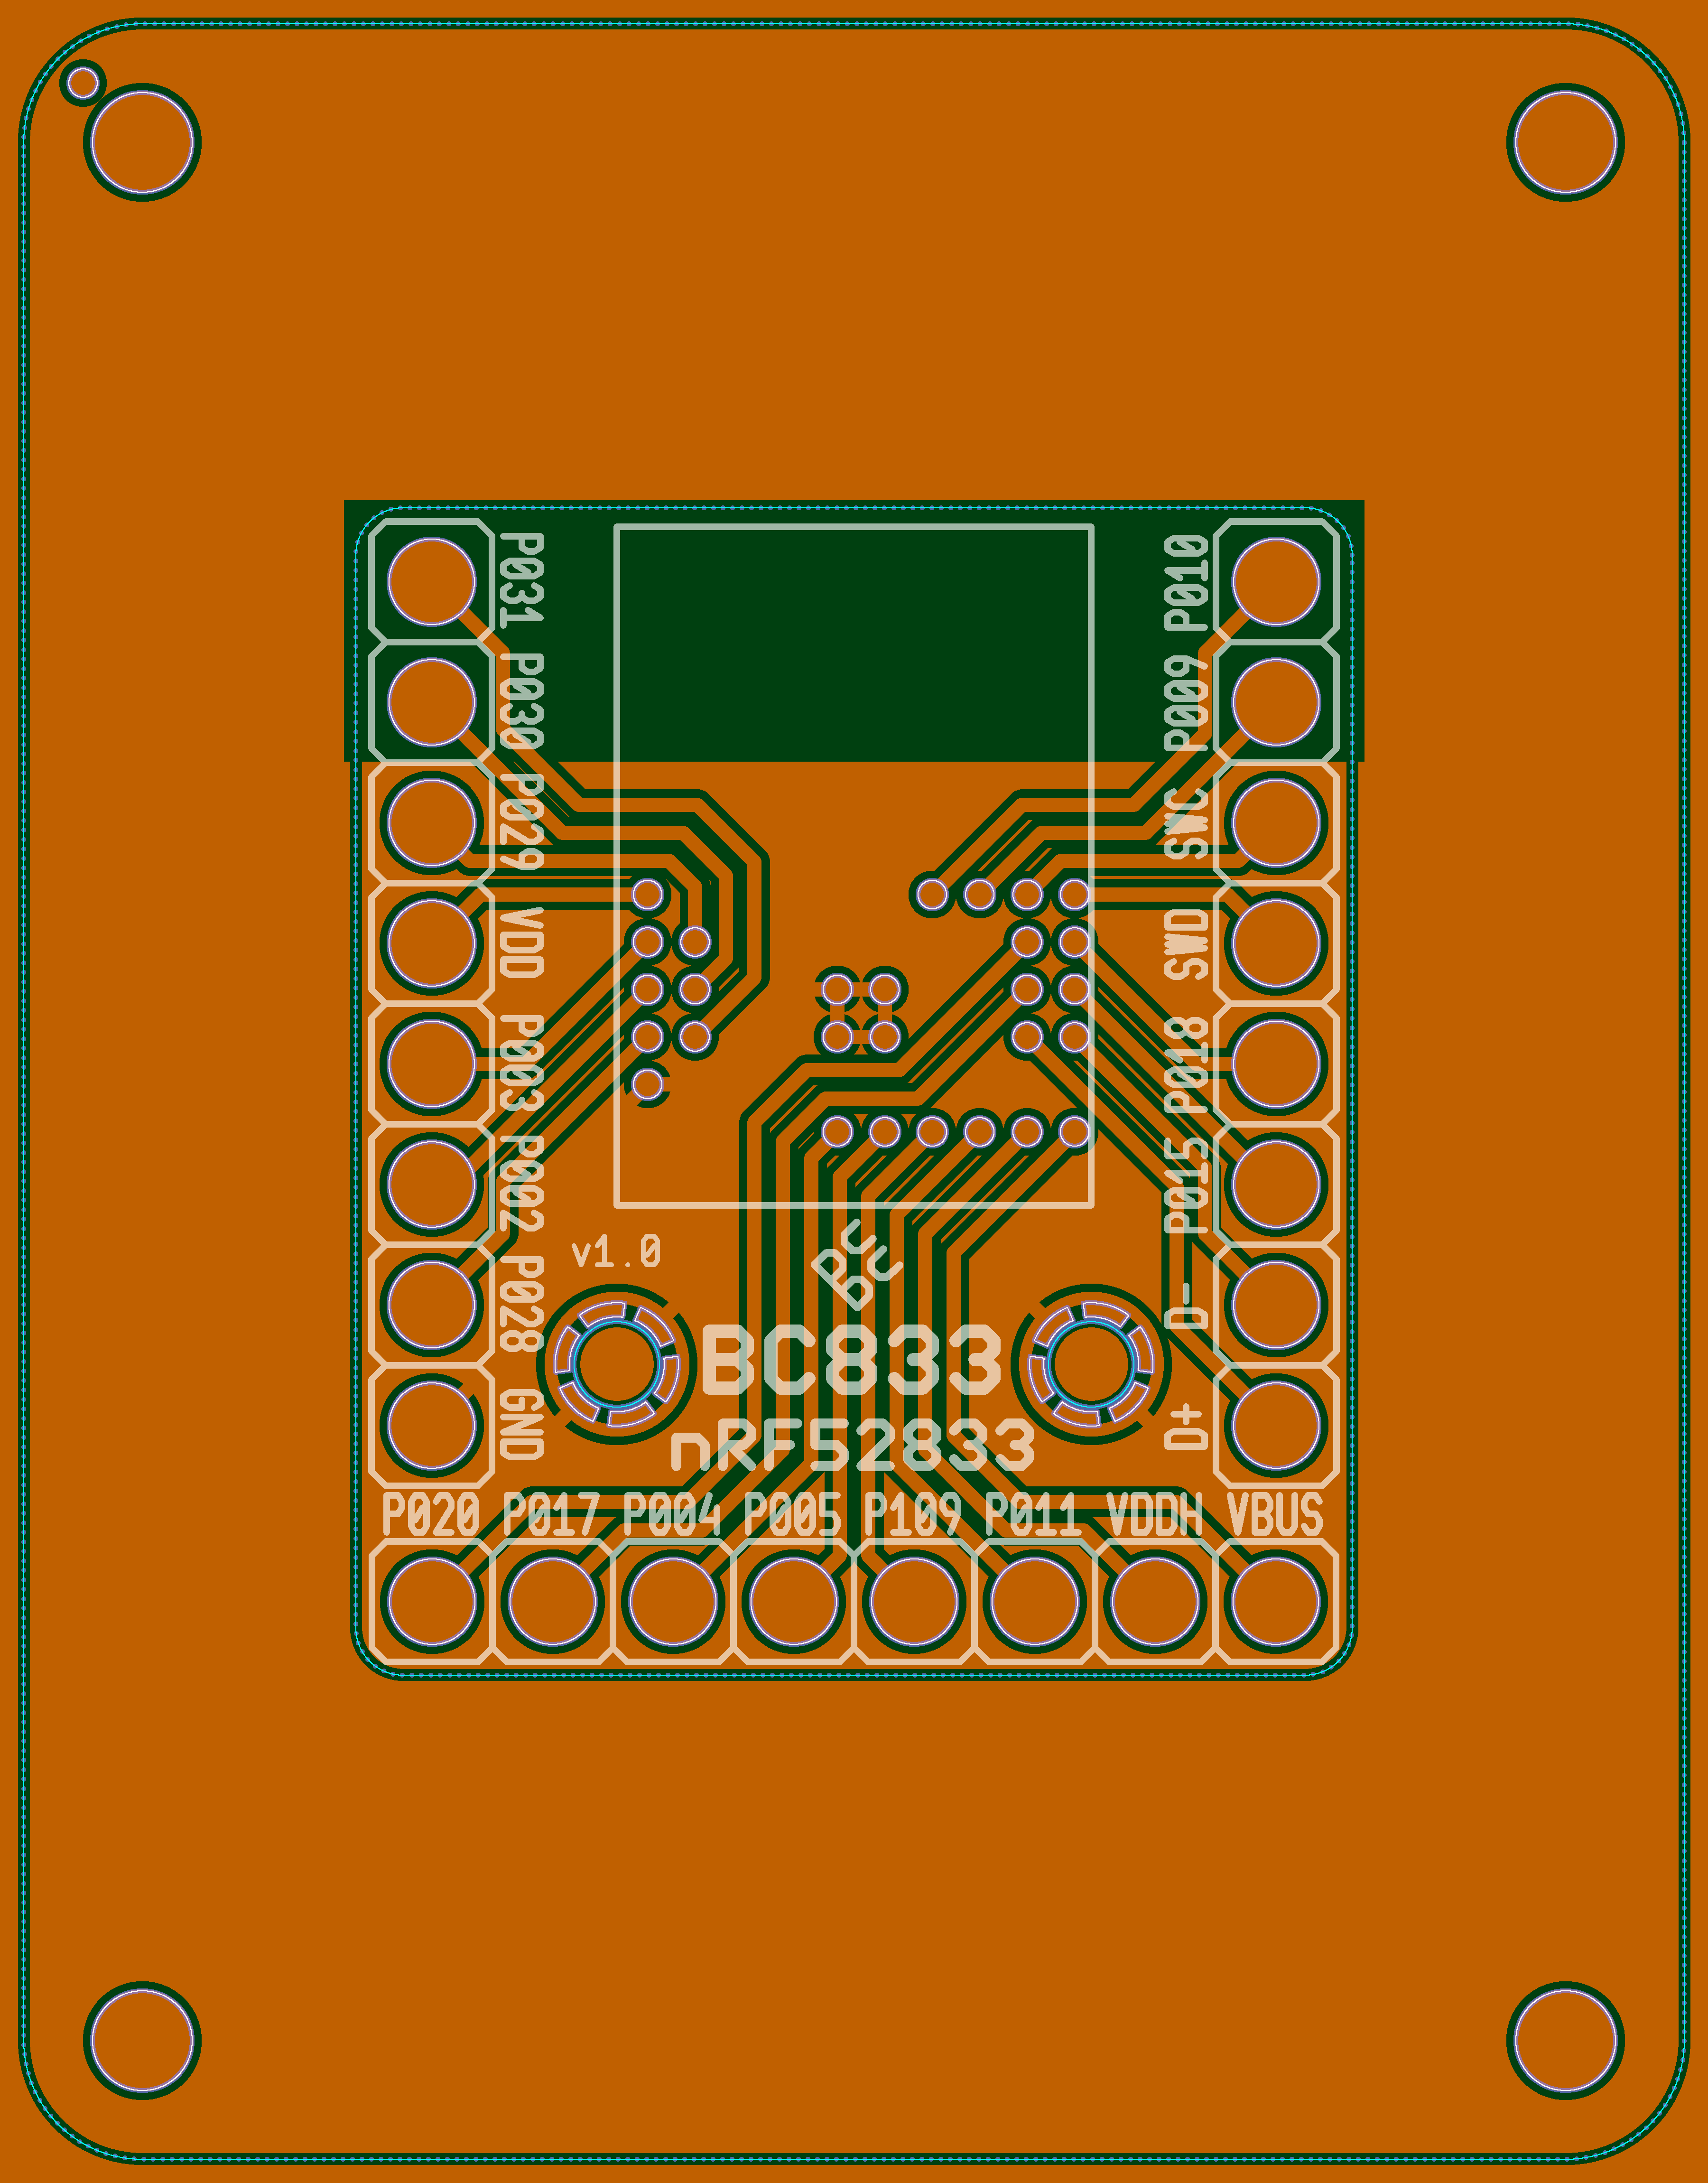 P031
P030
P029
VDD
P003
P002
P028
GND
P010
P009
SWC
SWD
P018
P015
D-
D+
v1.0
BC
BC833
nRF52833
P020 P017 P004 P005 P109 P011 VDDH VBUS